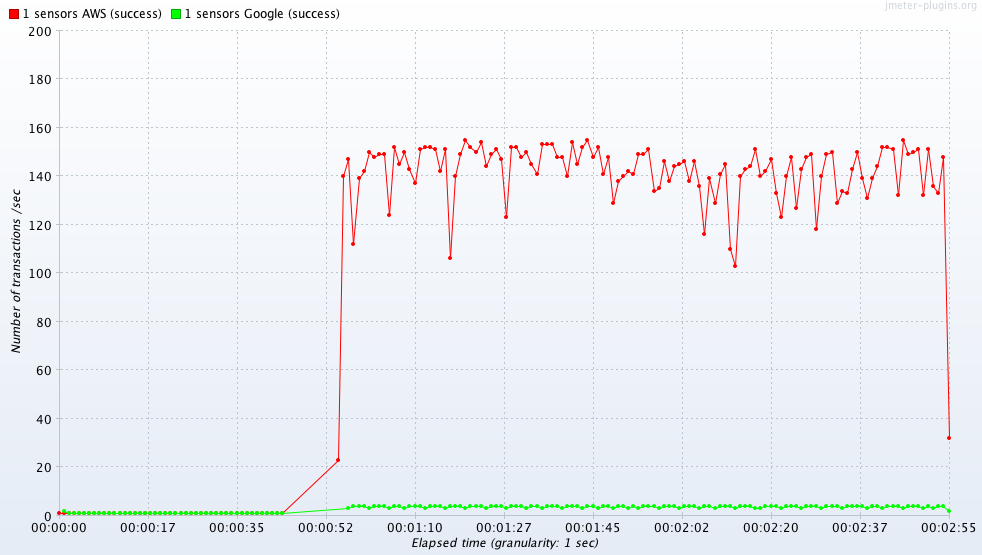 jmeter-plugins.org
1 sensors AWS (success) 1 sensors Google (success)
200
180
160
140
120
100
80
60
40
20
0
Number of transactions /sec
00:00:00 00:00:17 00:00:35 00:00:52 00:01:10 00:01:27 00:01:45 00:02:02 00:02:20 00:02:37 00:02:55
Elapsed time (granularity: 1 sec)